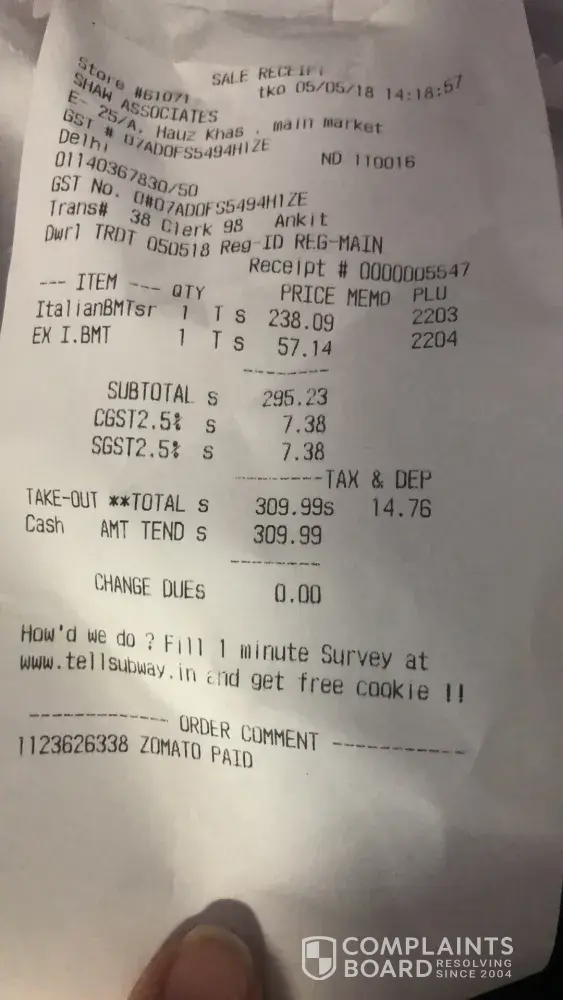 SALE RECEIPT
Store #61071 tko 05/05/18 14:18:57
SHAW ASSOCIATES
E- 25/A, Hauz Khas , main market
GST # 07ADOFS5494H1ZE
Delhi ND 110016
01140367830/50
GST No. 0#07ADOFS5494H1ZE
Trans# 38 Clerk 98 Ankit
Dwrl TRDT 050518 Reg-ID REG-MAIN
Receipt # 0000005547
--- ITEM --- QTY PRICE MEMO PLU
ItalianBMTsr 1 T S 238.09 2203
EX I.BMT 1 T S 57.14 2204
SUBTOTAL S 295.23
CGST2.5% S 7.38
SGST2.5% S 7.38
----------TAX & DEP
TAKE-OUT **TOTAL S 309.99s 14.76
Cash AMT TEND S 309.99
CHANGE DUES 0.00
How'd we do ? Fill 1 minute Survey at
www.tellsubway.in and get free cookie !!
------------- ORDER COMMENT -------------
1123626338 ZOMATO PAID
COMPLAINTS
BOARD RESOLVING
SINCE 2004